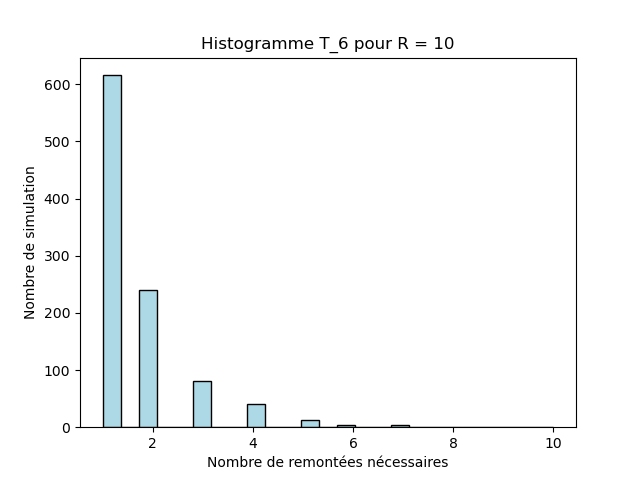 Histogramme T_6 pour R = 10
600
500
400
300
200
100
0
Nombre de simulation
2 4 6 8 10
Nombre de remontées nécessaires